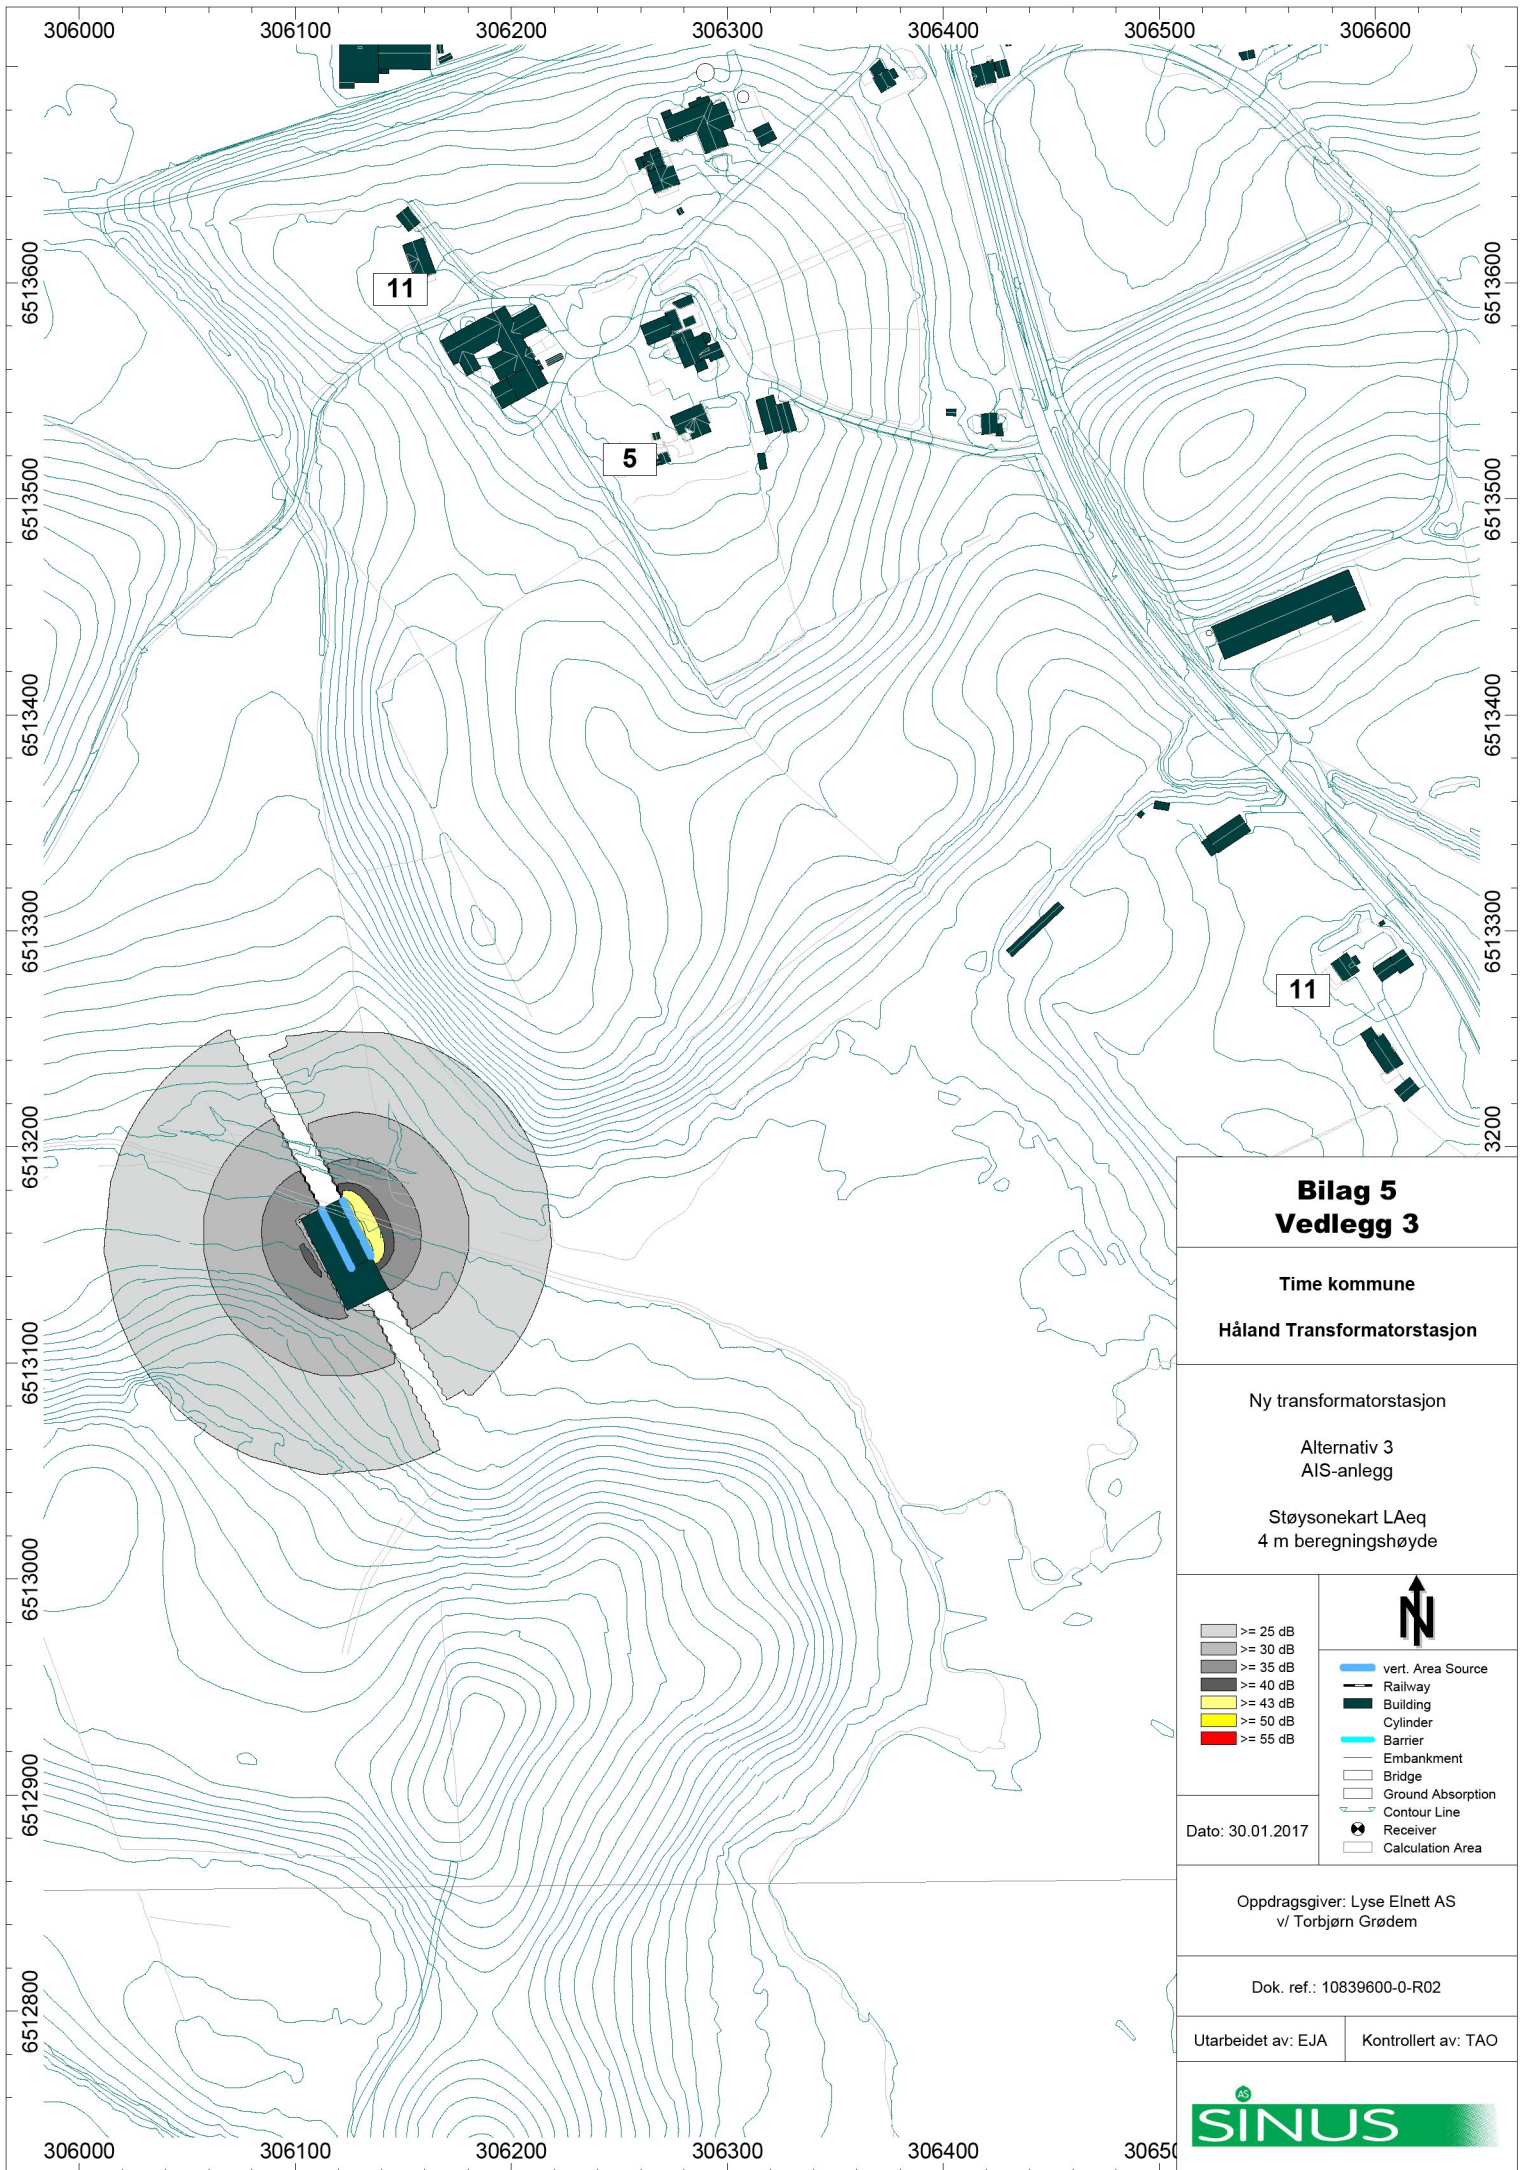 306000 306100 306200 306300 306400 306500 306600
6513600
6513500
6513400
6513300
6513200
6513100
6513000
6512900
6512800
11
5
11
6513600
6513500
6513400
6513300
3200
Bilag 5
Vedlegg 3
Time kommune
Håland Transformatorstasjon
Ny transformatorstasjon
Alternativ 3
AIS-anlegg
Støysonekart LAeq
4 m beregningshøyde
>= 25 dB
>= 30 dB
>= 35 dB
>= 40 dB
>= 43 dB
>= 50 dB
>= 55 dB
N
vert. Area Source
Railway
Building
Cylinder
Barrier
Embankment
Bridge
Ground Absorption
Contour Line
Receiver
Calculation Area
Dato: 30.01.2017
Oppdragsgiver: Lyse Elnett AS
v/ Torbjørn Grødem
Dok. ref.: 10839600-0-R02
Utarbeidet av: EJA
Kontrollert av: TAO
AS
SINUS
306000 306100 306200 306300 306400 30650